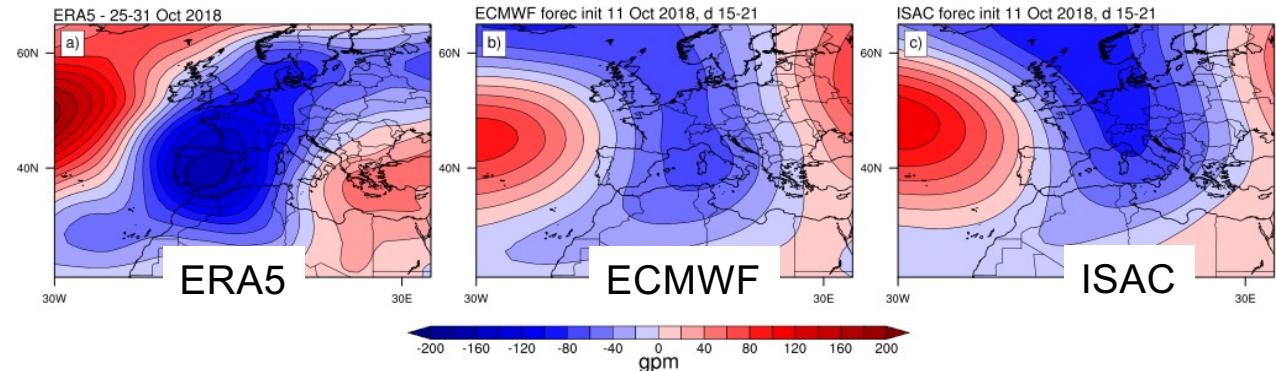 ERA5 - 25-31 Oct 2018
ECMWF forec init 11 Oct 2018, d 15-21
ISAC forec init 11 Oct 2018, d 15-21
a)
b)
c)
60N
60N
60N
40N
40N
40N
ERA5
ECMWF
ISAC
30W
30E
30W
30E
30W
30E
-200 -160 -120 -80 -40 0 40 80 120 160 200
gpm